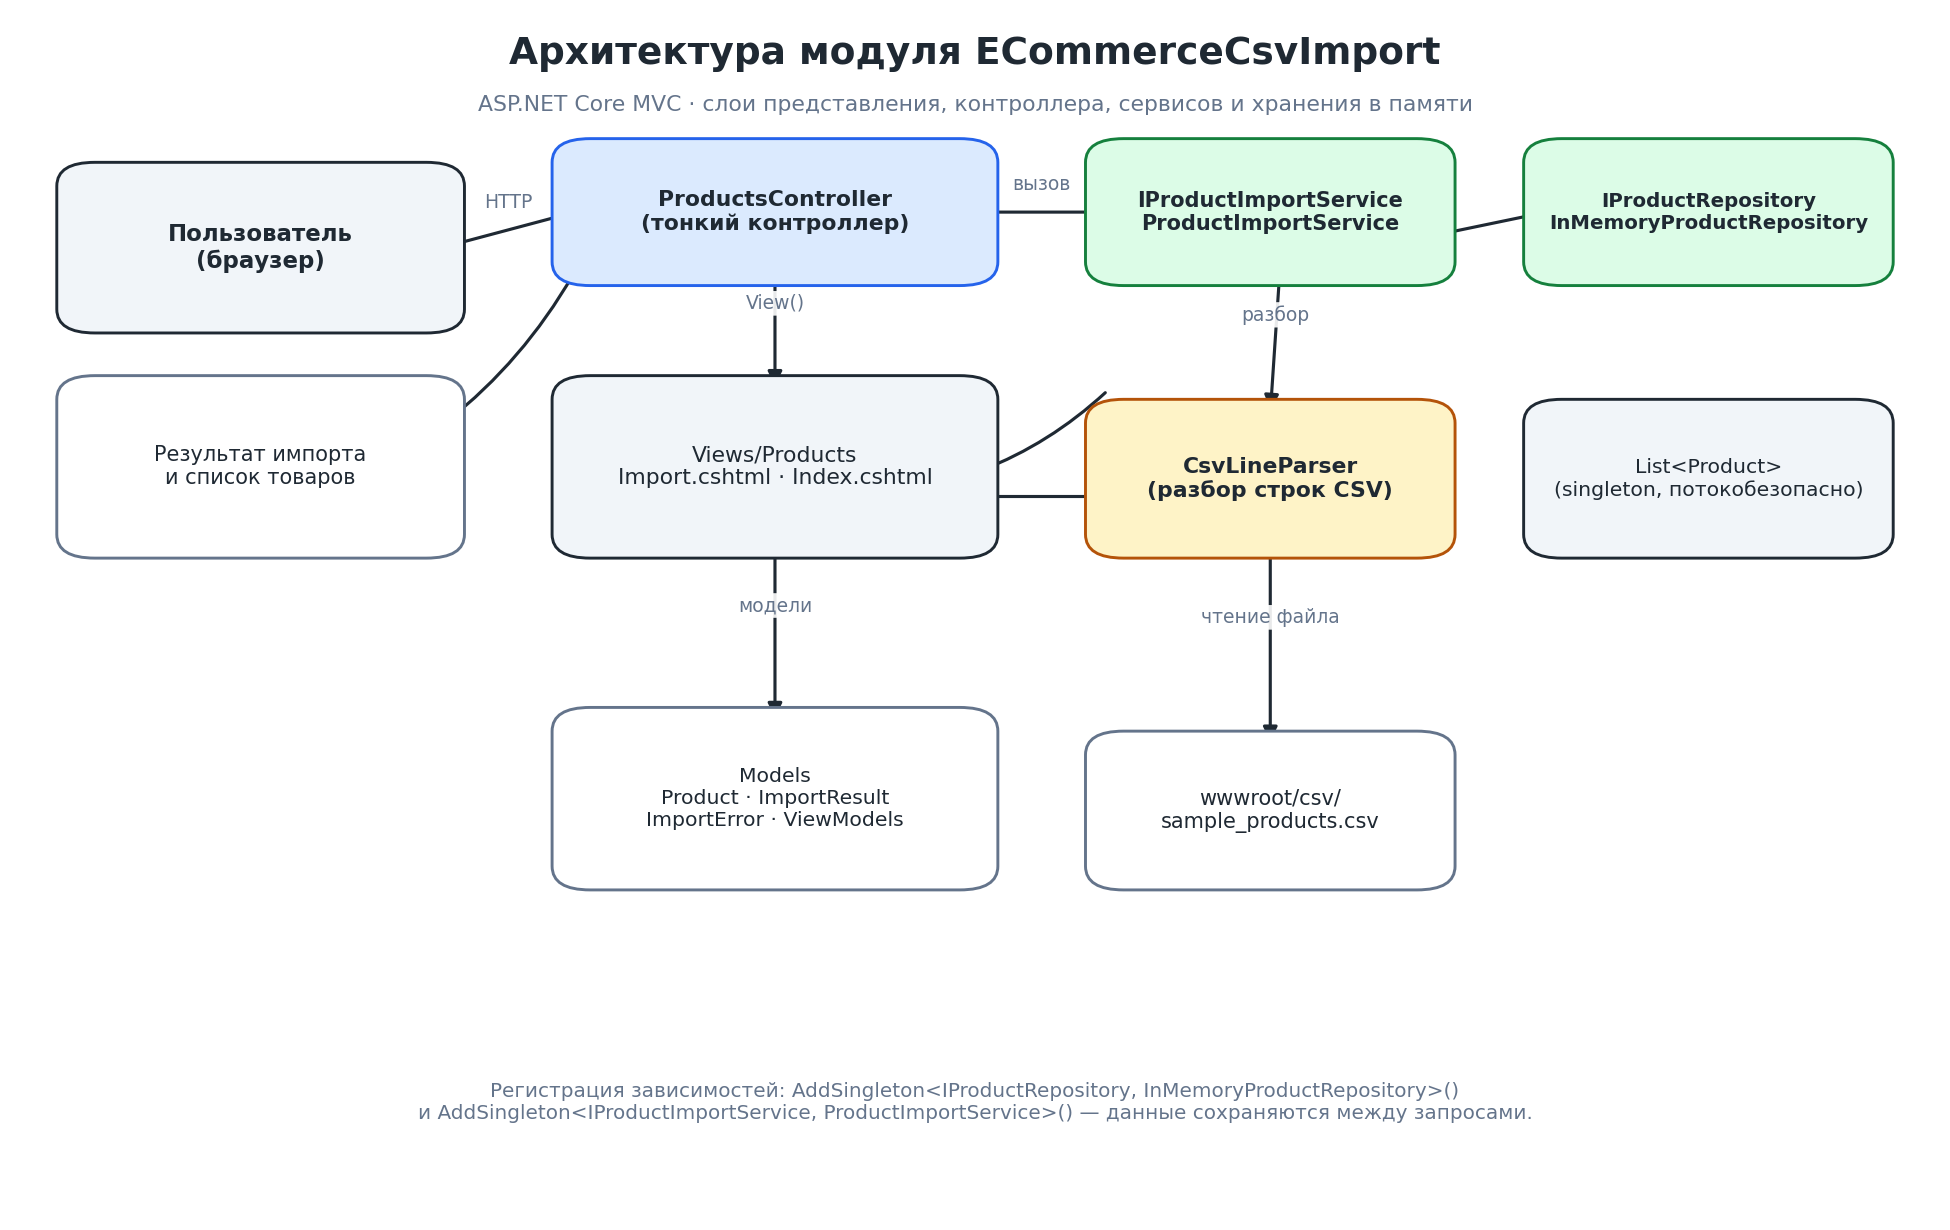 Архитектура модуля ECommerceCsvImport
ASP.NET Core MVC · слои представления, контроллера, сервисов и хранения в памяти
Пользователь
(браузер)
HTTP
ProductsController
(тонкий контроллер)
вызов
IProductImportService
ProductImportService
IProductRepository
InMemoryProductRepository
View()
разбор
Результат импорта
и список товаров
Views/Products
Import.cshtml · Index.cshtml
CsvLineParser
(разбор строк CSV)
List<Product>
(singleton, потокобезопасно)
модели
чтение файла
Models
Product · ImportResult
ImportError · ViewModels
wwwroot/csv/
sample_products.csv
Регистрация зависимостей: AddSingleton<IProductRepository, InMemoryProductRepository>()
и AddSingleton<IProductImportService, ProductImportService>() — данные сохраняются между запросами.